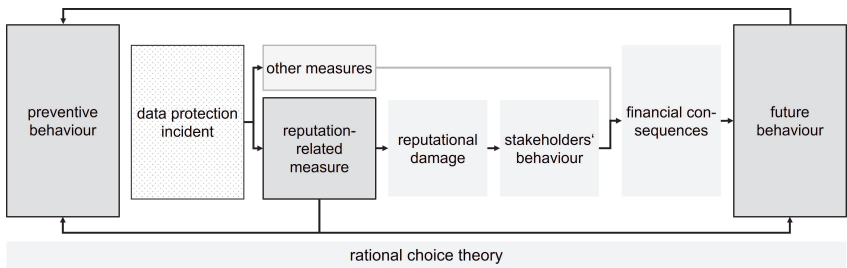 preventive
behaviour
data protection
incident
other measures
reputation-
related
measure
reputational
damage
stakeholders‘
behaviour
financial con-
sequences
future
behaviour
rational choice theory